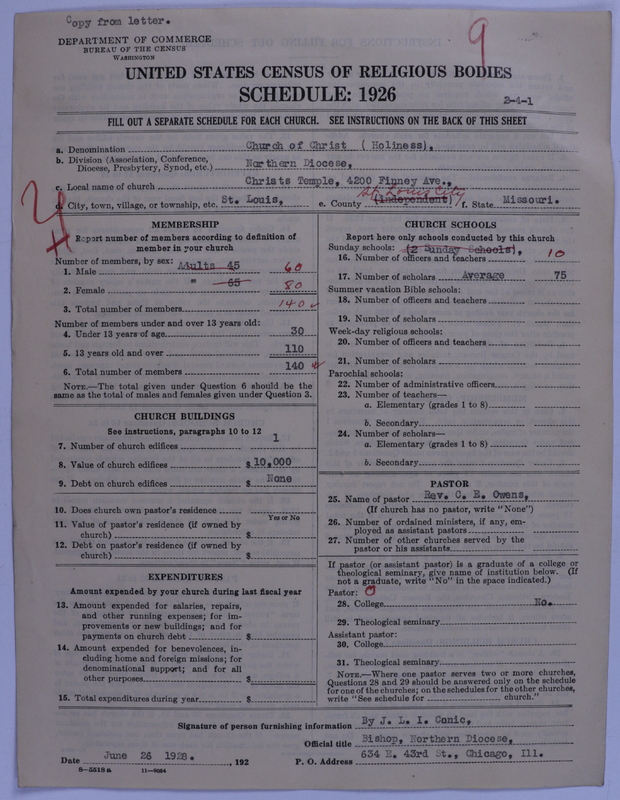 Copy from letter.
9
DEPARTMENT OF COMMERCE
BUREAU OF THE CENSUS
WASHINGTON
UNITED STATES CENSUS OF RELIGIOUS BODIES
SCHEDULE: 1926
2-4-1
FILL OUT A SEPARATE SCHEDULE FOR EACH CHURCH. SEE INSTRUCTIONS ON THE BACK OF THIS SHEET
a. Denomination Church of Christ ( Holiness),
b. Division (Association, Conference,
Diocese, Presbytery, Synod, etc.) Northern Diocese,
c. Local name of church Christs Temple, 4200 Finney Ave.,
St. Louis City
d. City, town, village, or township, etc. St. Louis, e. County (Independent) f. State Missouri.
MEMBERSHIP
Report number of members according to definition of
member in your church
Number of members, by sex:
1. Male Adults 45 60
2. Female " 65 80
3. Total number of members 140
Number of members under and over 13 years old:
4. Under 13 years of age 30
5. 13 years old and over 110
6. Total number of members 140
NOTE.—The total given under Question 6 should be the
same as the total of males and females given under Question 3.
CHURCH BUILDINGS
See instructions, paragraphs 10 to 12
7. Number of church edifices 1
8. Value of church edifices $ 10,000
9. Debt on church edifices $ None
10. Does church own pastor's residence
Yes or No
11. Value of pastor's residence (if owned by
church) $
12. Debt on pastor's residence (if owned by
church) $
EXPENDITURES
Amount expended by your church during last fiscal year
13. Amount expended for salaries, repairs,
and other running expenses; for im-
provements or new buildings; and for
payments on church debt $
14. Amount expended for benevolences, in-
cluding home and foreign missions; for
denominational support; and for all
other purposes $
15. Total expenditures during year $
CHURCH SCHOOLS
Report here only schools conducted by this church
Sunday schools: (2 Sunday Schools),
16. Number of officers and teachers 10
17. Number of scholars Average 75
Summer vacation Bible schools:
18. Number of officers and teachers
19. Number of scholars
Week-day religious schools:
20. Number of officers and teachers
21. Number of scholars
Parochial schools:
22. Number of administrative officers
23. Number of teachers—
a. Elementary (grades 1 to 8)
b. Secondary
24. Number of scholars—
a. Elementary (grades 1 to 8)
b. Secondary
PASTOR
25. Name of pastor Rev. C. E. Owens,
(If church has no pastor, write "None")
26. Number of ordained ministers, if any, em-
ployed as assistant pastors
27. Number of other churches served by the
pastor or his assistants
If pastor (or assistant pastor) is a graduate of a college or
theological seminary, give name of institution below. (If
not a graduate, write "No" in the space indicated.)
Pastor: 0
28. College No.
29. Theological seminary
Assistant pastor:
30. College
31. Theological seminary
NOTE.—Where one pastor serves two or more churches,
Questions 28 and 29 should be answered only on the schedule
for one of the churches; on the schedules for the other churches,
write "See schedule for church."
Signature of person furnishing information By J. L. I. Conic,
Official title Bishop, Northern Diocese,
Date June 26 1928. , 192 P. O. Address 634 E. 43rd St., Chicago, Ill.
8—5518 a 11—9084